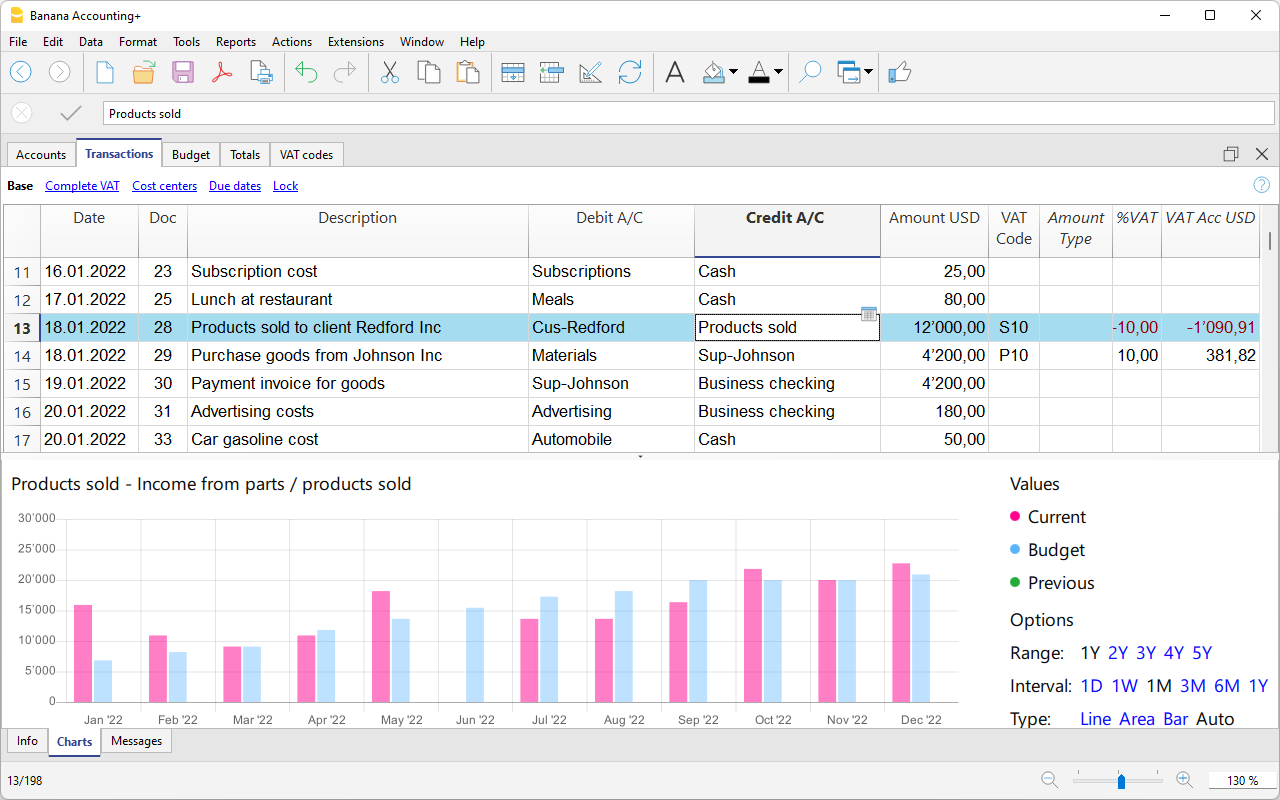 Banana Accounting+
File Edit Data Format Tools Reports Actions Extensions Window Help
Products sold
Accounts Transactions Budget Totals VAT codes
Base Complete VAT Cost centers Due dates Lock
Date Doc Description Debit A/C Credit A/C Amount USD VAT Code Amount Type %VAT VAT Acc USD
11 16.01.2022 23 Subscription cost Subscriptions Cash 25,00
12 17.01.2022 25 Lunch at restaurant Meals Cash 80,00
13 18.01.2022 28 Products sold to client Redford Inc Cus-Redford Products sold 12’000,00 S10 -10,00 -1’090,91
14 18.01.2022 29 Purchase goods from Johnson Inc Materials Sup-Johnson 4’200,00 P10 10,00 381,82
15 19.01.2022 30 Payment invoice for goods Sup-Johnson Business checking 4’200,00
16 20.01.2022 31 Advertising costs Advertising Business checking 180,00
17 20.01.2022 33 Car gasoline cost Automobile Cash 50,00
Products sold - Income from parts / products sold
30’000
25’000
20’000
15’000
10’000
5’000
0
Jan '22 Feb '22 Mar '22 Apr '22 May '22 Jun '22 Jul '22 Aug '22 Sep '22 Oct '22 Nov '22 Dec '22
Values
Current
Budget
Previous
Options
Range: 1Y 2Y 3Y 4Y 5Y
Interval: 1D 1W 1M 3M 6M 1Y
Type: Line Area Bar Auto
Info Charts Messages
13/198
130 %